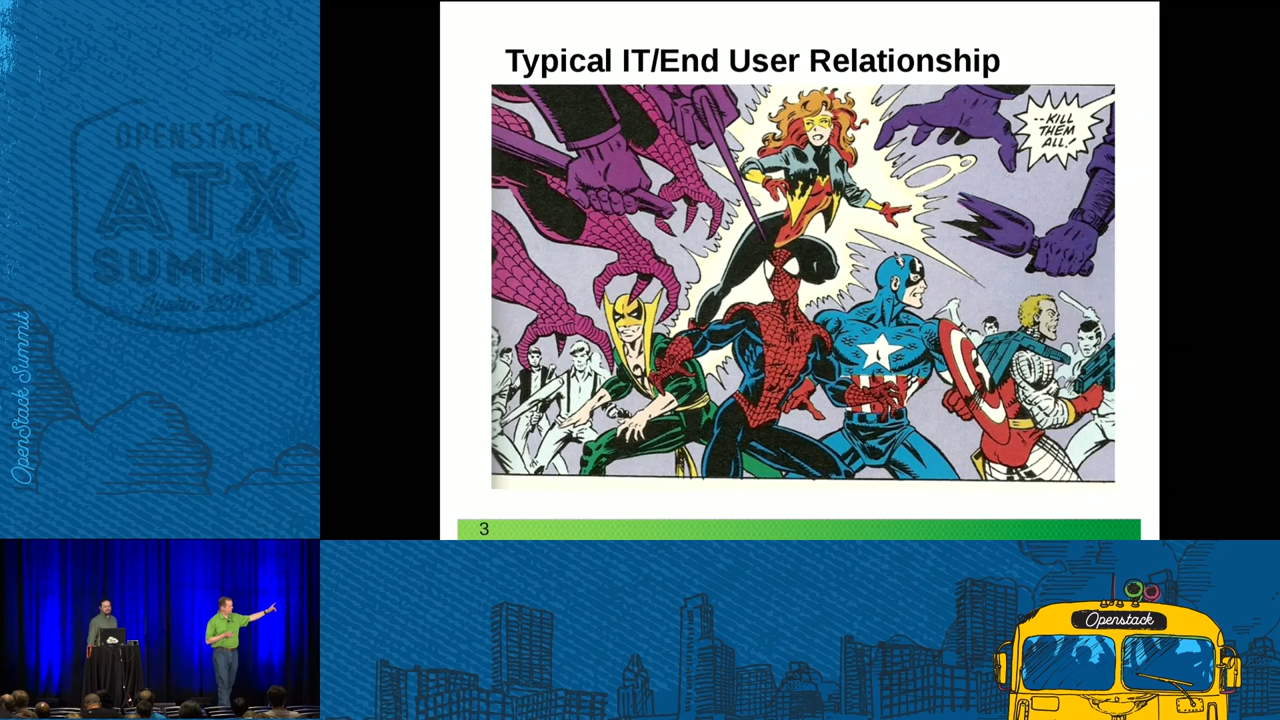 Typical IT/End User Relationship
--KILL
THEM
ALL!
3
OPENSTACK
ATX
SUMMIT
OpenStack Summit
Openstack